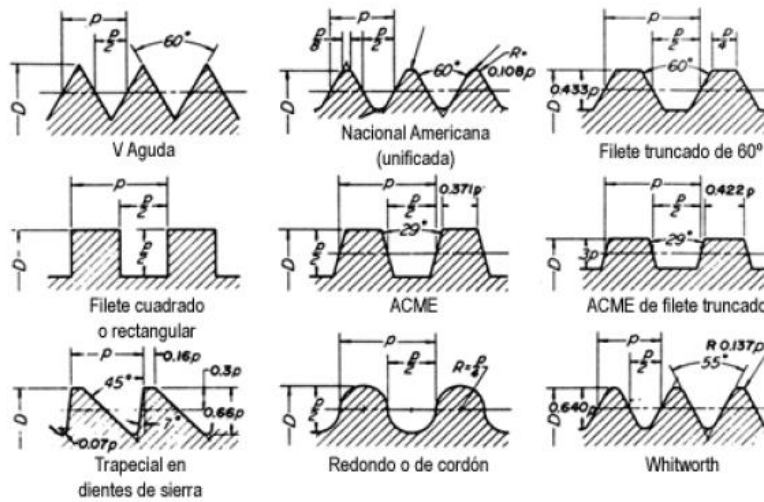 p
p/2
60°
D
V Aguda
p
p/8
p/2
60°
R=
0.108p
D
Nacional Americana
(unificada)
p
p/2
p/4
60°
D
0.433p
Filete truncado de 60º
p
p/2
D
p/2
Filete cuadrado
o rectangular
p
0.371p
p/2
29°
D
p/2
ACME
p
0.422p
p/2
29°
D
ACME de filete truncado
p
0.16p
45°
0.3p
D
0.66p
7°
0.07p
Trapecial en
dientes de sierra
p
p/2
D
p/2
Redondo o de cordón
p
R 0.137p
p/2
55°
D
0.640p
Whitworth